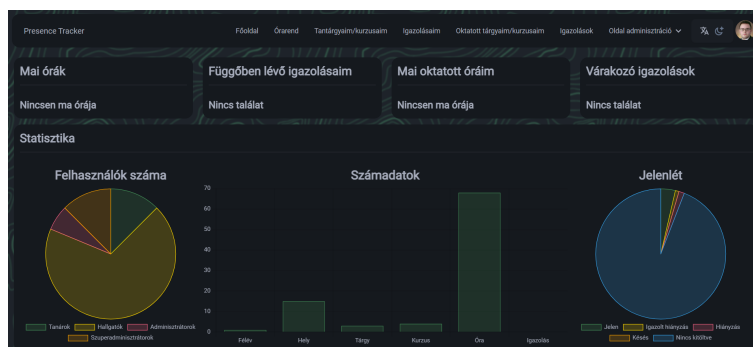 Presence Tracker
Főoldal Órarend Tantárgyaim/kurzusaim Igazolásaim Oktatott tárgyaim/kurzusaim Igazolások Oldal adminisztráció
Mai órák Függőben lévő igazolásaim Mai oktatott óráim Várakozó igazolások
Nincsen ma órája Nincs találat Nincsen ma órája Nincs találat
Statisztika
Felhasználók száma
Tanárok Hallgatók Adminisztrátorok
Szuperadminisztrátorok
Számadatok
70
60
50
40
30
20
10
0
Félév Hely Tárgy Kurzus Óra Igazolás
Jelenlét
Jelen Igazolt hiányzás Hiányzás
Késés Nincs kitöltve